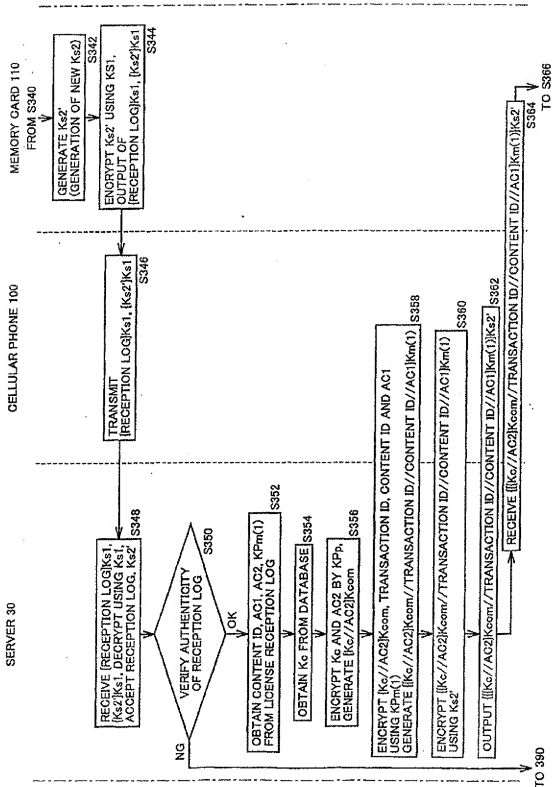 MEMORY CARD 110
FROM S340
GENERATE Ks2'
(GENERATION OF NEW Ks2)
S342
ENCRYPT Ks2' USING KS1,
OUTPUT OF
{RECEPTION LOG}Ks1, {Ks2'}Ks1
S344
CELLULAR PHONE 100
TRANSMIT
{RECEPTION LOG}Ks1, {Ks2'}Ks1
S346
SERVER 30
RECEIVE {RECEPTION LOG}Ks1,
{Ks2'}Ks1, DECRYPT USING Ks1,
ACCEPT RECEPTION LOG, Ks2'
S348
VERIFY AUTHENTICITY
OF RECEPTION LOG
S350
NG
OK
OBTAIN CONTENT ID, AC1, AC2, KPm(1)
FROM LICENSE RECEPTION LOG
S352
OBTAIN Kc FROM DATABASE
S354
ENCRYPT Kc AND AC2 BY KPp,
GENERATE {Kc//AC2}Kcom
S356
ENCRYPT {Kc//AC2}Kcom, TRANSACTION ID, CONTENT ID AND AC1
USING KPm(1)
GENERATE {{Kc//AC2}Kcom//TRANSACTION ID//CONTENT ID//AC1}Km(1)
S358
ENCRYPT {{Kc//AC2}Kcom//TRANSACTION ID//CONTENT ID//AC1}Km(1)
USING Ks2'
S360
OUTPUT {{{Kc//AC2}Kcom//TRANSACTION ID//CONTENT ID//AC1}Km(1)}Ks2'
S362
RECEIVE {{{Kc//AC2}Kcom//TRANSACTION ID//CONTENT ID//AC1}Km(1)}Ks2'
S364
TO S366
TO 390